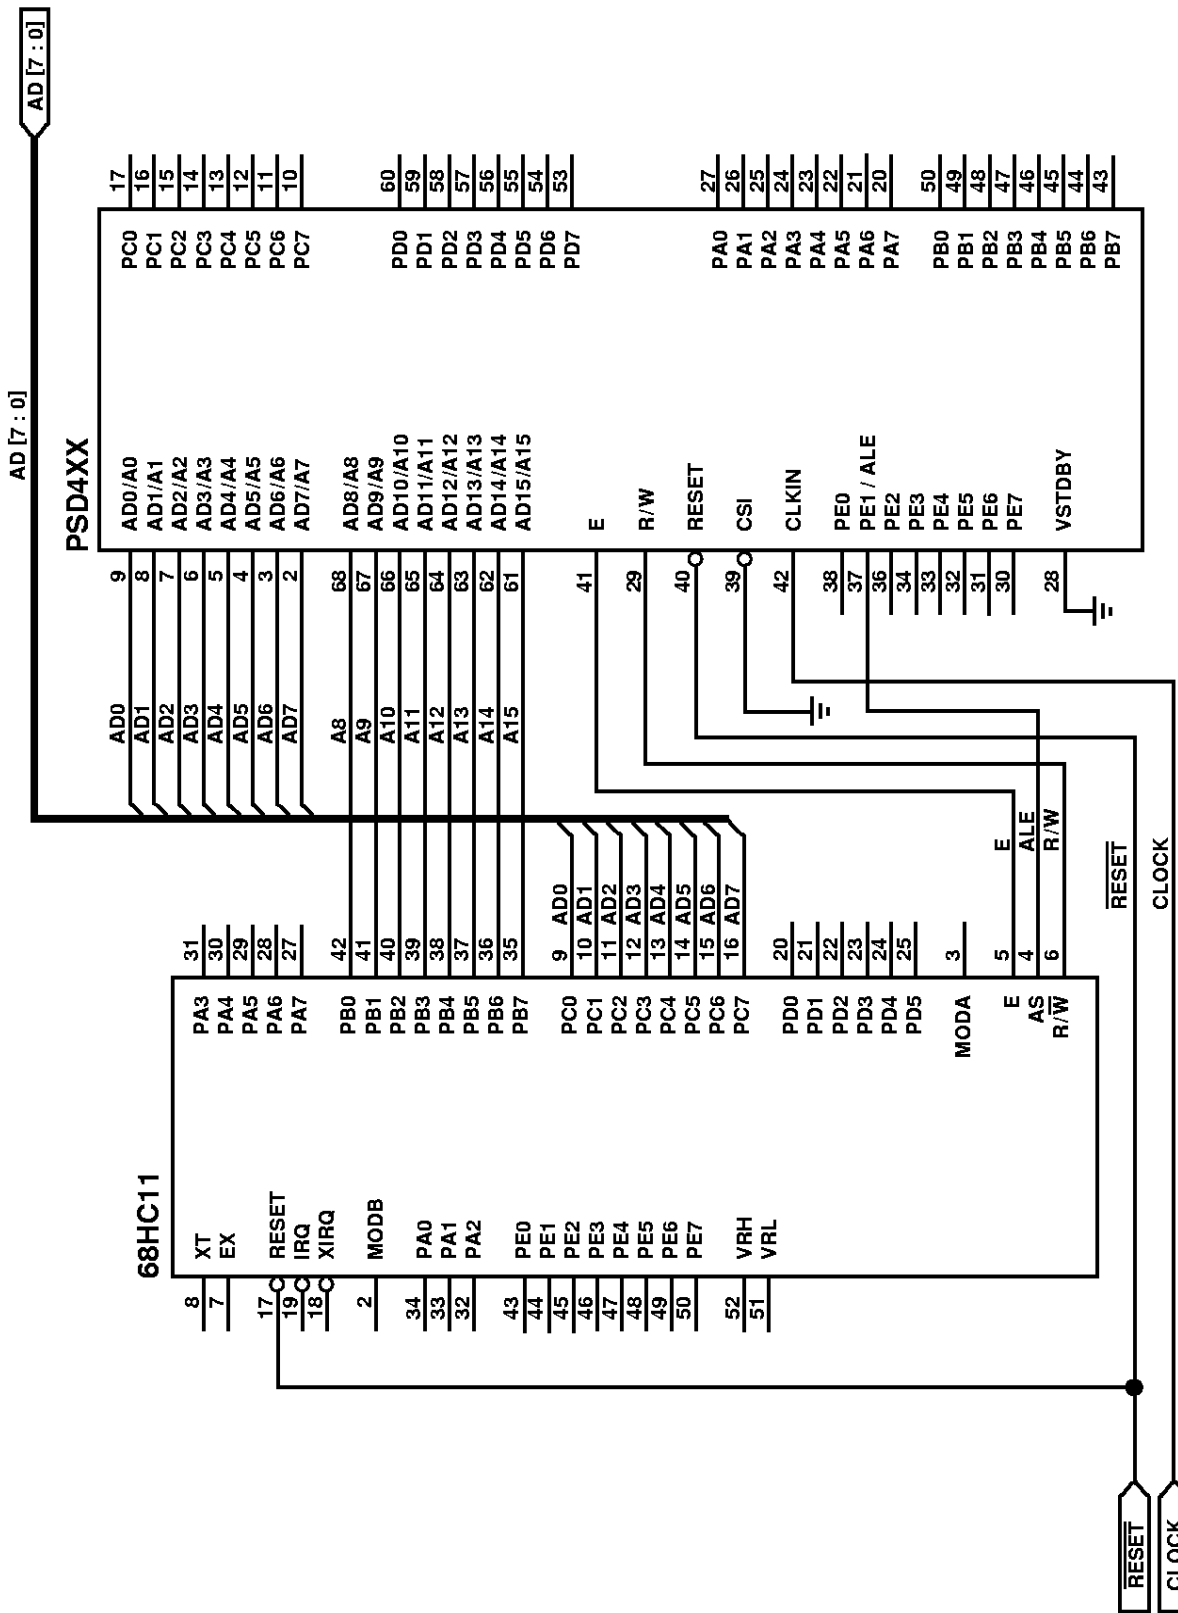 68HC11
8 XT
7 EX
17 RESET
19 IRQ
18 XIRQ
2 MODB
34 PA0
33 PA1
32 PA2
43 PE0
44 PE1
45 PE2
46 PE3
47 PE4
48 PE5
49 PE6
50 PE7
52 VRH
51 VRL
PA3 31
PA4 30
PA5 29
PA6 28
PA7 27
PB0 42
PB1 41
PB2 40
PB3 39
PB4 38
PB5 37
PB6 36
PB7 35
PC0 9 AD0
PC1 10 AD1
PC2 11 AD2
PC3 12 AD3
PC4 13 AD4
PC5 14 AD5
PC6 15 AD6
PC7 16 AD7
PD0 20
PD1 21
PD2 22
PD3 23
PD4 24
PD5 25
MODA 3
E 5 E
AS 4 ALE
R/W̅ 6 R/W
R̅E̅S̅E̅T̅
CLOCK
R̅E̅S̅E̅T̅
CLOCK
AD [7 : 0]
AD [7 : 0]
PSD4XX
AD0 9 AD0/A0
AD1 8 AD1/A1
AD2 7 AD2/A2
AD3 6 AD3/A3
AD4 5 AD4/A4
AD5 4 AD5/A5
AD6 3 AD6/A6
AD7 2 AD7/A7
A8 68 AD8/A8
A9 67 AD9/A9
A10 66 AD10/A10
A11 65 AD11/A11
A12 64 AD12/A12
A13 63 AD13/A13
A14 62 AD14/A14
A15 61 AD15/A15
41 E
29 R/W
40 RESET
39 CSI
42 CLKIN
38 PE0
37 PE1 / ALE
36 PE2
34 PE3
33 PE4
32 PE5
31 PE6
30 PE7
28 VSTDBY
PC0 17
PC1 16
PC2 15
PC3 14
PC4 13
PC5 12
PC6 11
PC7 10
PD0 60
PD1 59
PD2 58
PD3 57
PD4 56
PD5 55
PD6 54
PD7 53
PA0 27
PA1 26
PA2 25
PA3 24
PA4 23
PA5 22
PA6 21
PA7 20
PB0 50
PB1 49
PB2 48
PB3 47
PB4 46
PB5 45
PB6 44
PB7 43